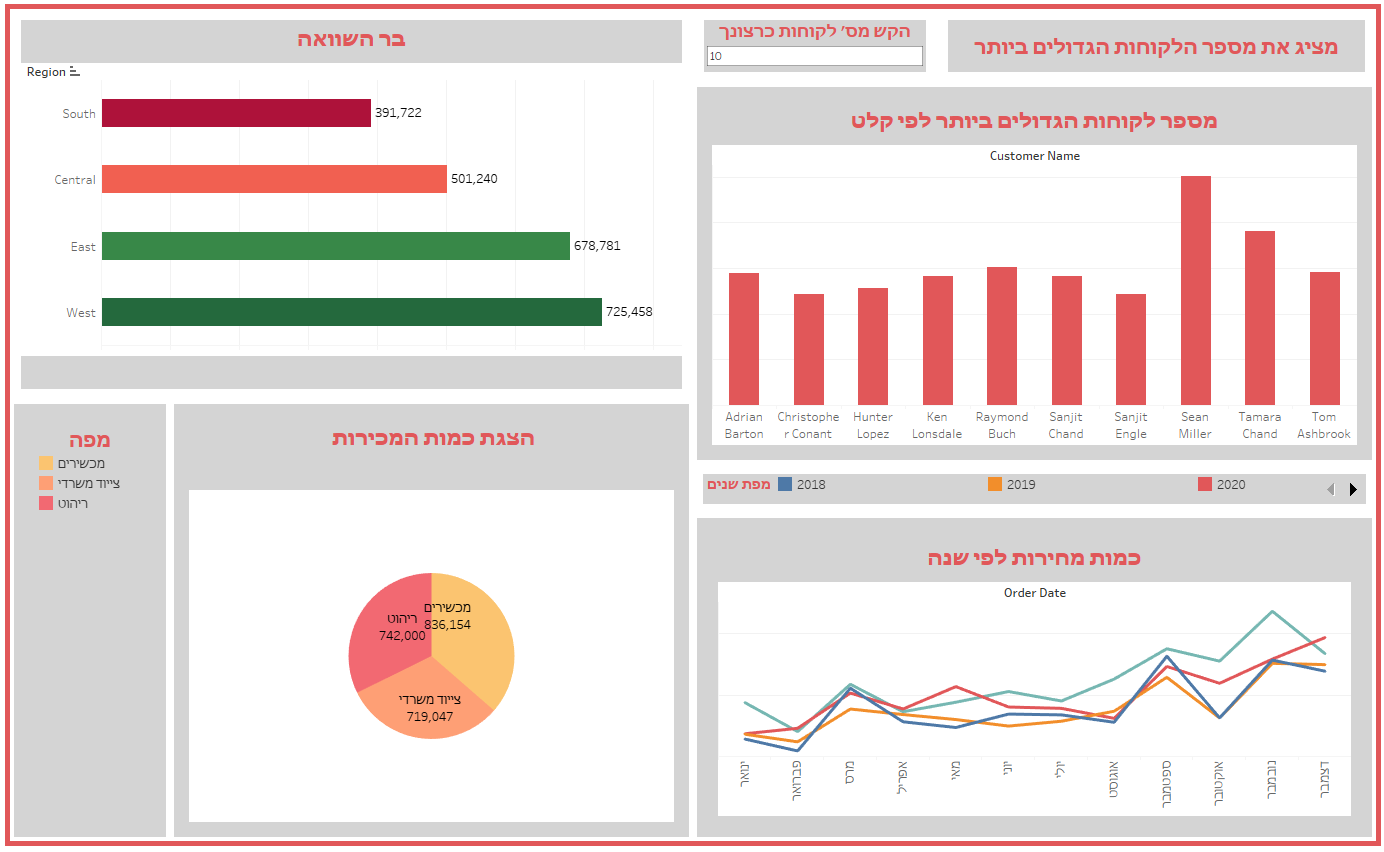 בר השוואה
הקש מס' לקוחות כרצונך
10
מציג את מספר הלקוחות הגדולים ביותר
Region
South
391,722
Central
501,240
East
678,781
West
725,458
מספר לקוחות הגדולים ביותר לפי קלט
Customer Name
Adrian
Barton
Christophe
r Conant
Hunter
Lopez
Ken
Lonsdale
Raymond
Buch
Sanjit
Chand
Sanjit
Engle
Sean
Miller
Tamara
Chand
Tom
Ashbrook
מפה
מכשירים
צייוד משרדי
ריהוט
הצגת כמות המכירות
מכשירים
836,154
ריהוט
742,000
צייוד משרדי
719,047
מפת שנים
2018
2019
2020
כמות מחירות לפי שנה
Order Date
ינואר
פברואר
מרס
אפריל
מאי
יוני
יולי
אוגוסט
ספטמבר
אוקטובר
נובמבר
דצמבר